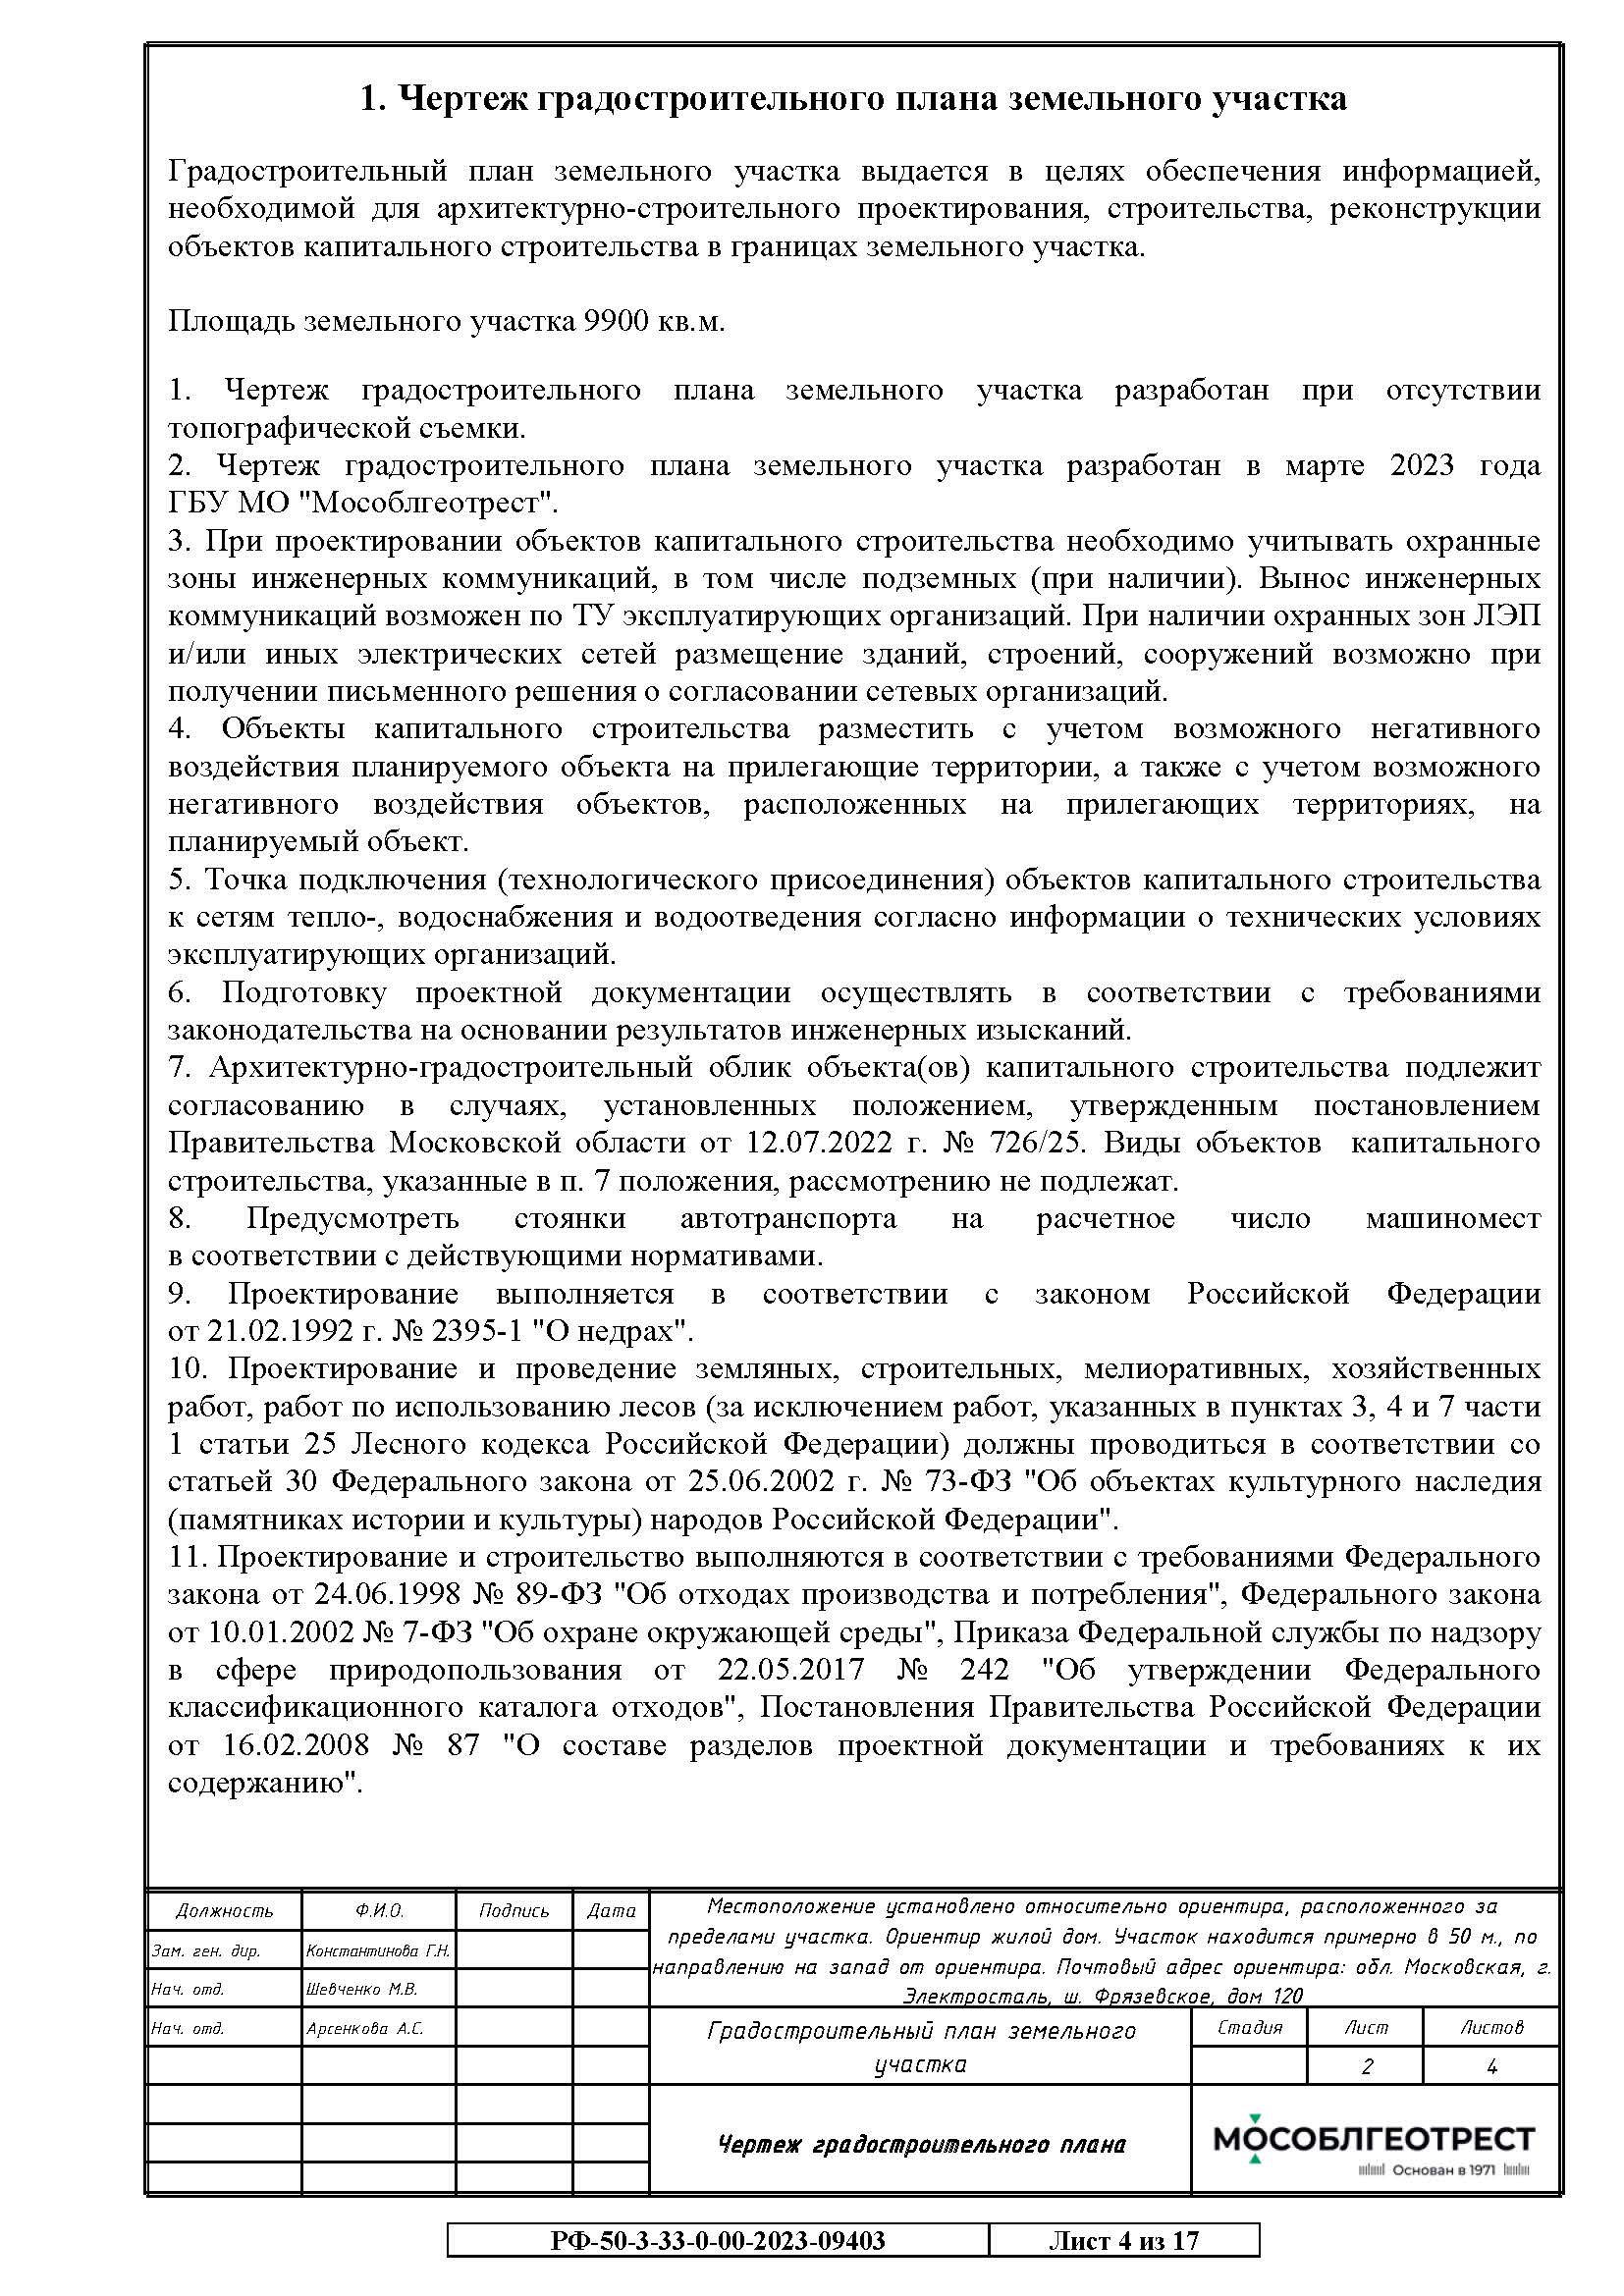 1. Чертеж градостроительного плана земельного участка
Градостроительный план земельного участка выдается в целях обеспечения информацией,
необходимой для архитектурно-строительного проектирования, строительства, реконструкции
объектов капитального строительства в границах земельного участка.
Площадь земельного участка 9900 кв.м.
1. Чертеж градостроительного плана земельного участка разработан при отсутствии
топографической съемки.
2. Чертеж градостроительного плана земельного участка разработан в марте 2023 года
ГБУ МО "Мособлгеотрест".
3. При проектировании объектов капитального строительства необходимо учитывать охранные
зоны инженерных коммуникаций, в том числе подземных (при наличии). Вынос инженерных
коммуникаций возможен по ТУ эксплуатирующих организаций. При наличии охранных зон ЛЭП
и/или иных электрических сетей размещение зданий, строений, сооружений возможно при
получении письменного решения о согласовании сетевых организаций.
4. Объекты капитального строительства разместить с учетом возможного негативного
воздействия планируемого объекта на прилегающие территории, а также с учетом возможного
негативного воздействия объектов, расположенных на прилегающих территориях, на
планируемый объект.
5. Точка подключения (технологического присоединения) объектов капитального строительства
к сетям тепло-, водоснабжения и водоотведения согласно информации о технических условиях
эксплуатирующих организаций.
6. Подготовку проектной документации осуществлять в соответствии с требованиями
законодательства на основании результатов инженерных изысканий.
7. Архитектурно-градостроительный облик объекта(ов) капитального строительства подлежит
согласованию в случаях, установленных положением, утвержденным постановлением
Правительства Московской области от 12.07.2022 г. № 726/25. Виды объектов капитального
строительства, указанные в п. 7 положения, рассмотрению не подлежат.
8. Предусмотреть стоянки автотранспорта на расчетное число машиномест
в соответствии с действующими нормативами.
9. Проектирование выполняется в соответствии с законом Российской Федерации
от 21.02.1992 г. № 2395-1 "О недрах".
10. Проектирование и проведение земляных, строительных, мелиоративных, хозяйственных
работ, работ по использованию лесов (за исключением работ, указанных в пунктах 3, 4 и 7 части
1 статьи 25 Лесного кодекса Российской Федерации) должны проводиться в соответствии со
статьей 30 Федерального закона от 25.06.2002 г. № 73-ФЗ "Об объектах культурного наследия
(памятниках истории и культуры) народов Российской Федерации".
11. Проектирование и строительство выполняются в соответствии с требованиями Федерального
закона от 24.06.1998 № 89-ФЗ "Об отходах производства и потребления", Федерального закона
от 10.01.2002 № 7-ФЗ "Об охране окружающей среды", Приказа Федеральной службы по надзору
в сфере природопользования от 22.05.2017 № 242 "Об утверждении Федерального
классификационного каталога отходов", Постановления Правительства Российской Федерации
от 16.02.2008 № 87 "О составе разделов проектной документации и требованиях к их
содержанию".
Должность Ф.И.О. Подпись Дата
Зам. ген. дир. Константинова Г.Н.
Нач. отд. Шевченко М.В.
Нач. отд. Арсенкова А.С.
Местоположение установлено относительно ориентира, расположенного за
пределами участка. Ориентир жилой дом. Участок находится примерно в 50 м., по
направлению на запад от ориентира. Почтовый адрес ориентира: обл. Московская, г.
Электросталь, ш. Фрязевское, дом 120
Градостроительный план земельного
участка
Стадия Лист Листов
2 4
Чертеж градостроительного плана
МОСОБЛГЕОТРЕСТ
Основан в 1971
РФ-50-3-33-0-00-2023-09403 Лист 4 из 17